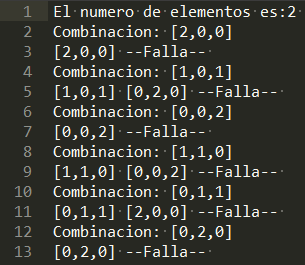 1 El numero de elementos es:2
2 Combinacion: [2,0,0]
3 [2,0,0] --Falla--
4 Combinacion: [1,0,1]
5 [1,0,1] [0,2,0] --Falla--
6 Combinacion: [0,0,2]
7 [0,0,2] --Falla--
8 Combinacion: [1,1,0]
9 [1,1,0] [0,0,2] --Falla--
10 Combinacion: [0,1,1]
11 [0,1,1] [2,0,0] --Falla--
12 Combinacion: [0,2,0]
13 [0,2,0] --Falla--